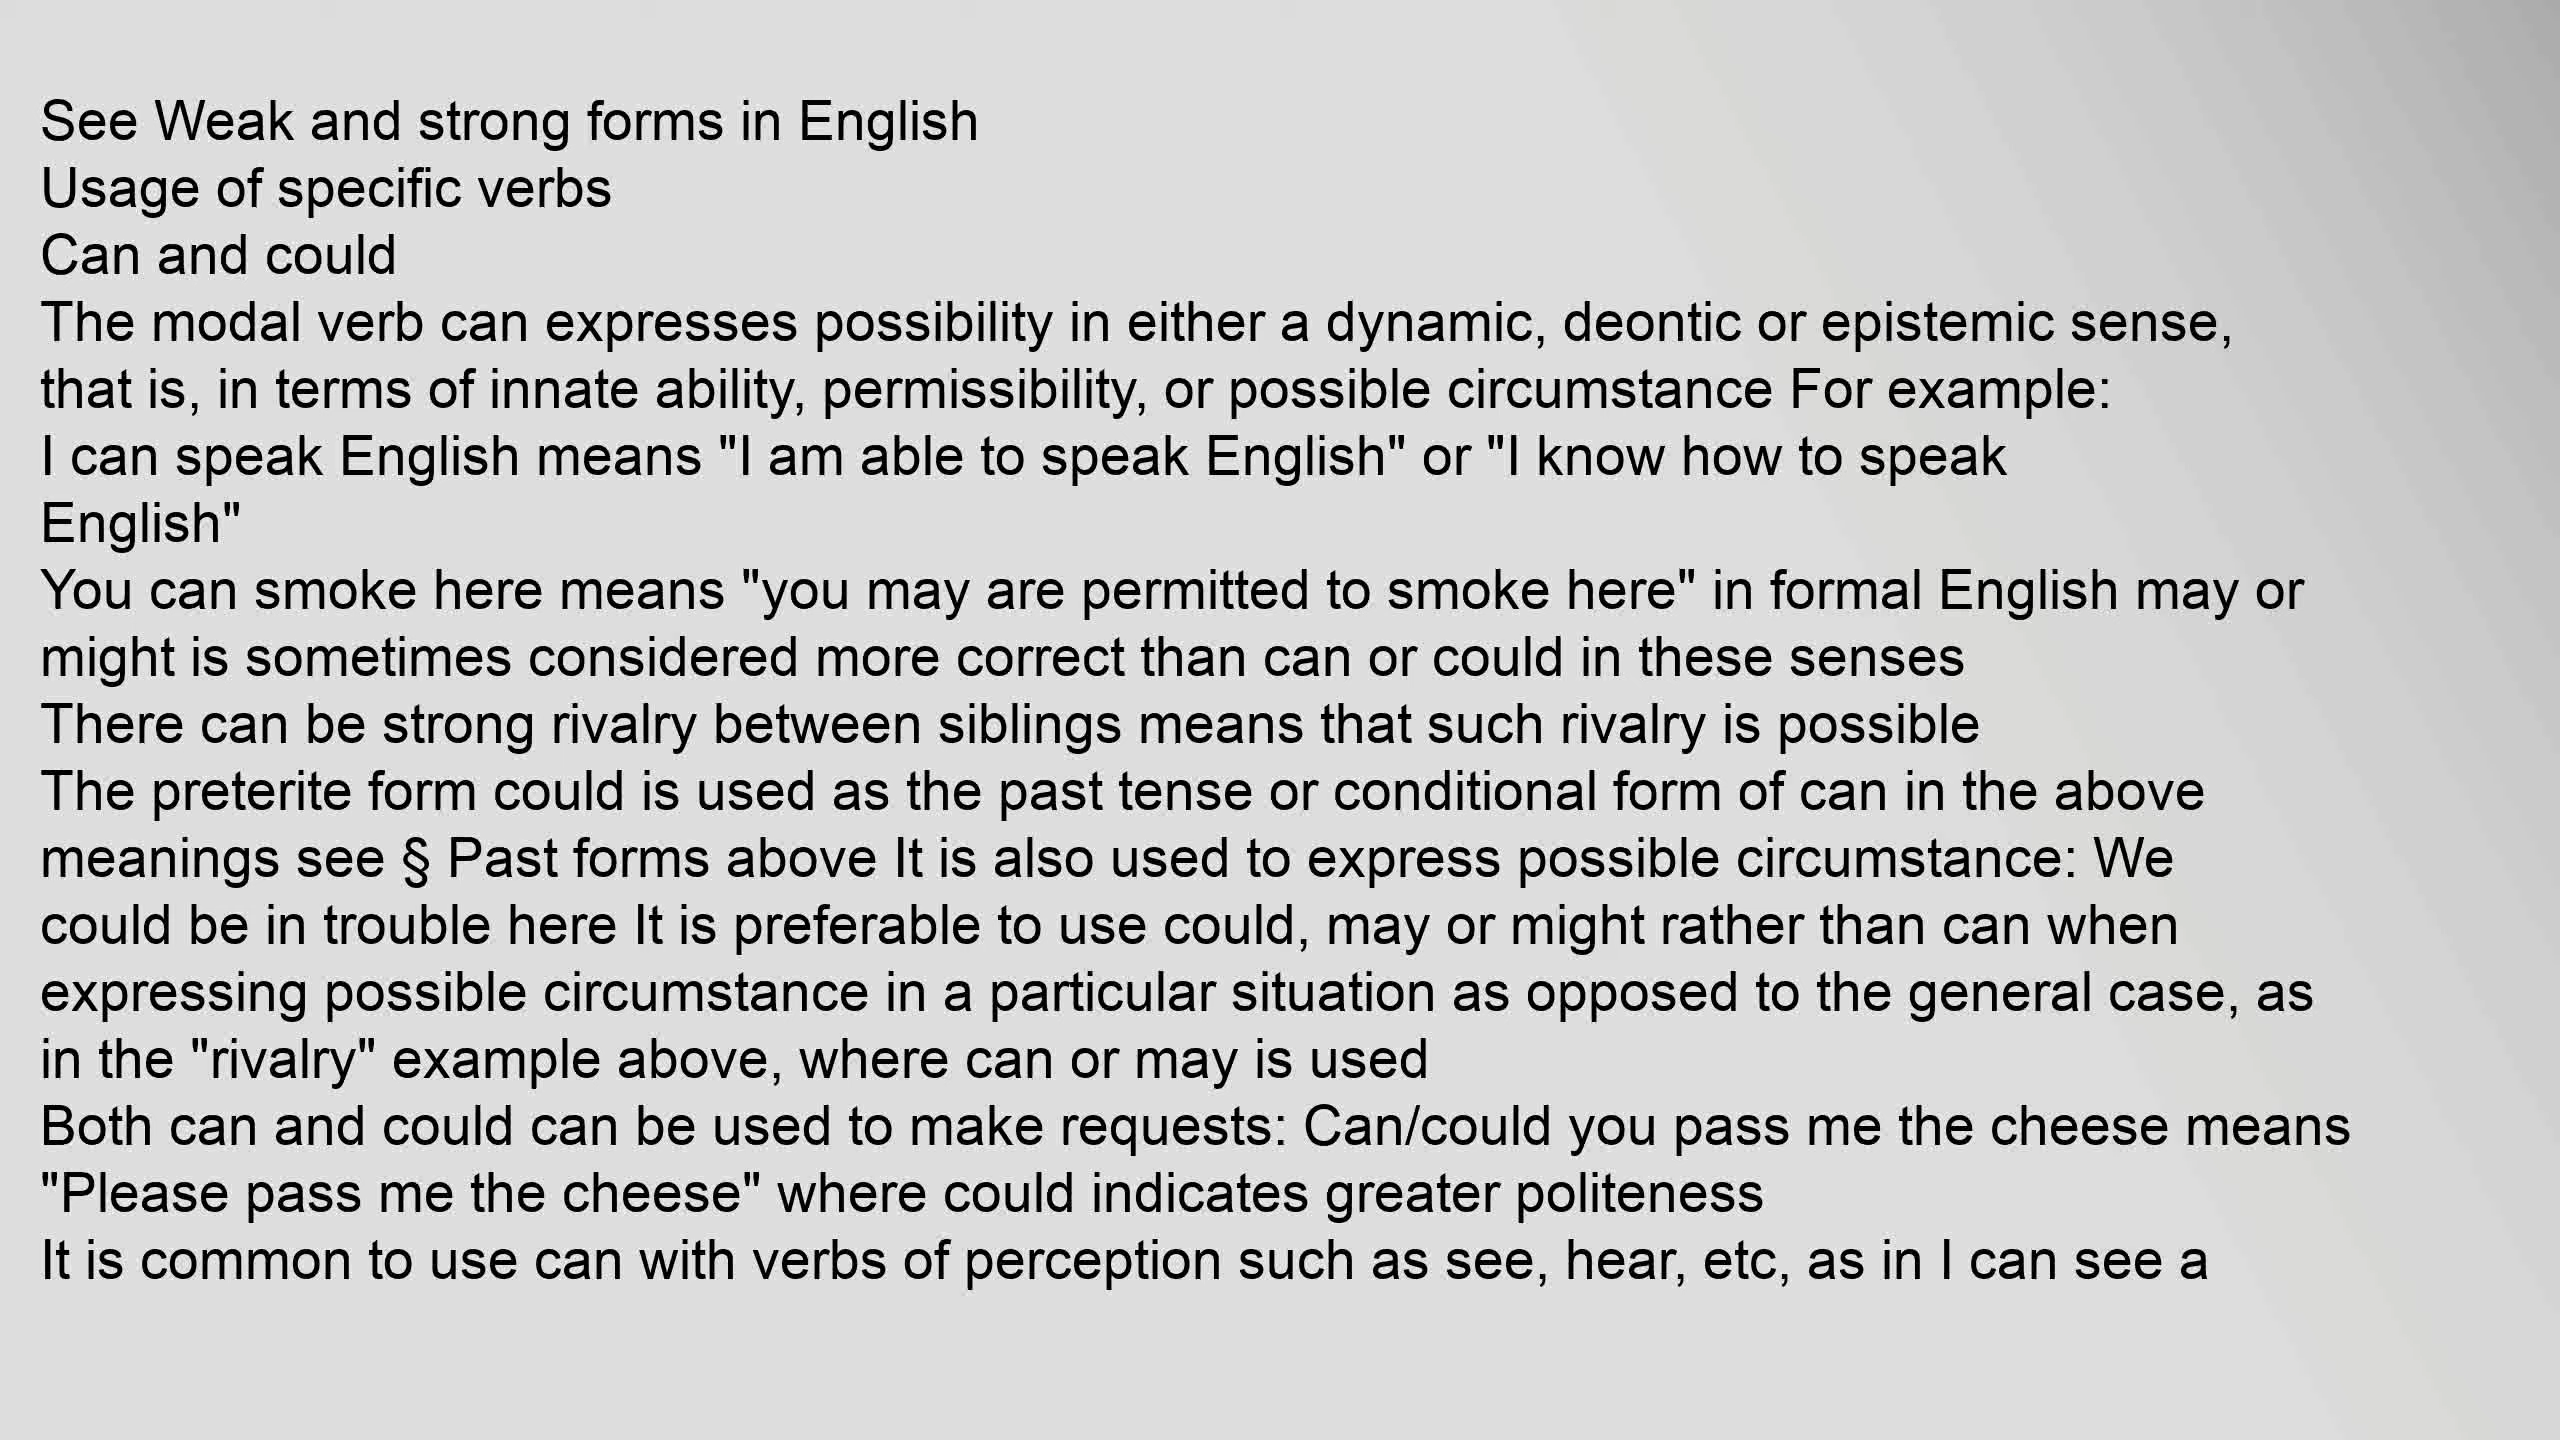 See Weak and strong forms in English
Usage of specific verbs
Can and could
The modal verb can expresses possibility in either a dynamic, deontic or epistemic sense,
that is, in terms of innate ability, permissibility, or possible circumstance For example:
I can speak English means "I am able to speak English" or "I know how to speak
English"
You can smoke here means "you may are permitted to smoke here" in formal English may or
might is sometimes considered more correct than can or could in these senses
There can be strong rivalry between siblings means that such rivalry is possible
The preterite form could is used as the past tense or conditional form of can in the above
meanings see § Past forms above It is also used to express possible circumstance: We
could be in trouble here It is preferable to use could, may or might rather than can when
expressing possible circumstance in a particular situation as opposed to the general case, as
in the "rivalry" example above, where can or may is used
Both can and could can be used to make requests: Can/could you pass me the cheese means
"Please pass me the cheese" where could indicates greater politeness
It is common to use can with verbs of perception such as see, hear, etc, as in I can see a